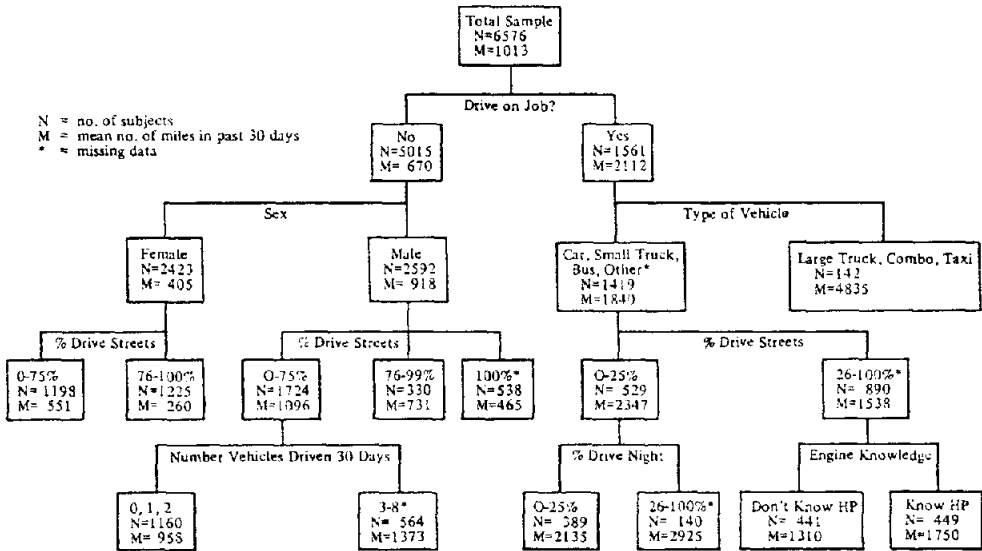 Total Sample
N=6576
M=1013
Drive on Job?
N = no. of subjects
M = mean no. of miles in past 30 days
* = missing data
No
N=5015
M= 670
Yes
N=1561
M=2112
Sex
Type of Vehicle
Female
N=2423
M= 405
Male
N=2592
M= 918
Car, Small Truck,
Bus, Other*
N=1419
M=1840
Large Truck, Combo, Taxi
N=142
M=4835
% Drive Streets
% Drive Streets
% Drive Streets
0-75%
N= 1198
M= 551
76-100%
N=1225
M= 260
0-75%
N=1724
M=1096
76-99%
N=330
M=731
100%*
N=538
M=465
0-25%
N= 529
M=2347
26-100%*
N= 890
M=1538
Number Vehicles Driven 30 Days
% Drive Night
Engine Knowledge
0, 1, 2
N=1160
M= 958
3-8*
N= 564
M=1373
0-25%
N= 389
M=2135
26-100%*
N= 140
M=2925
Don't Know HP
N= 441
M=1310
Know HP
N= 449
M=1750